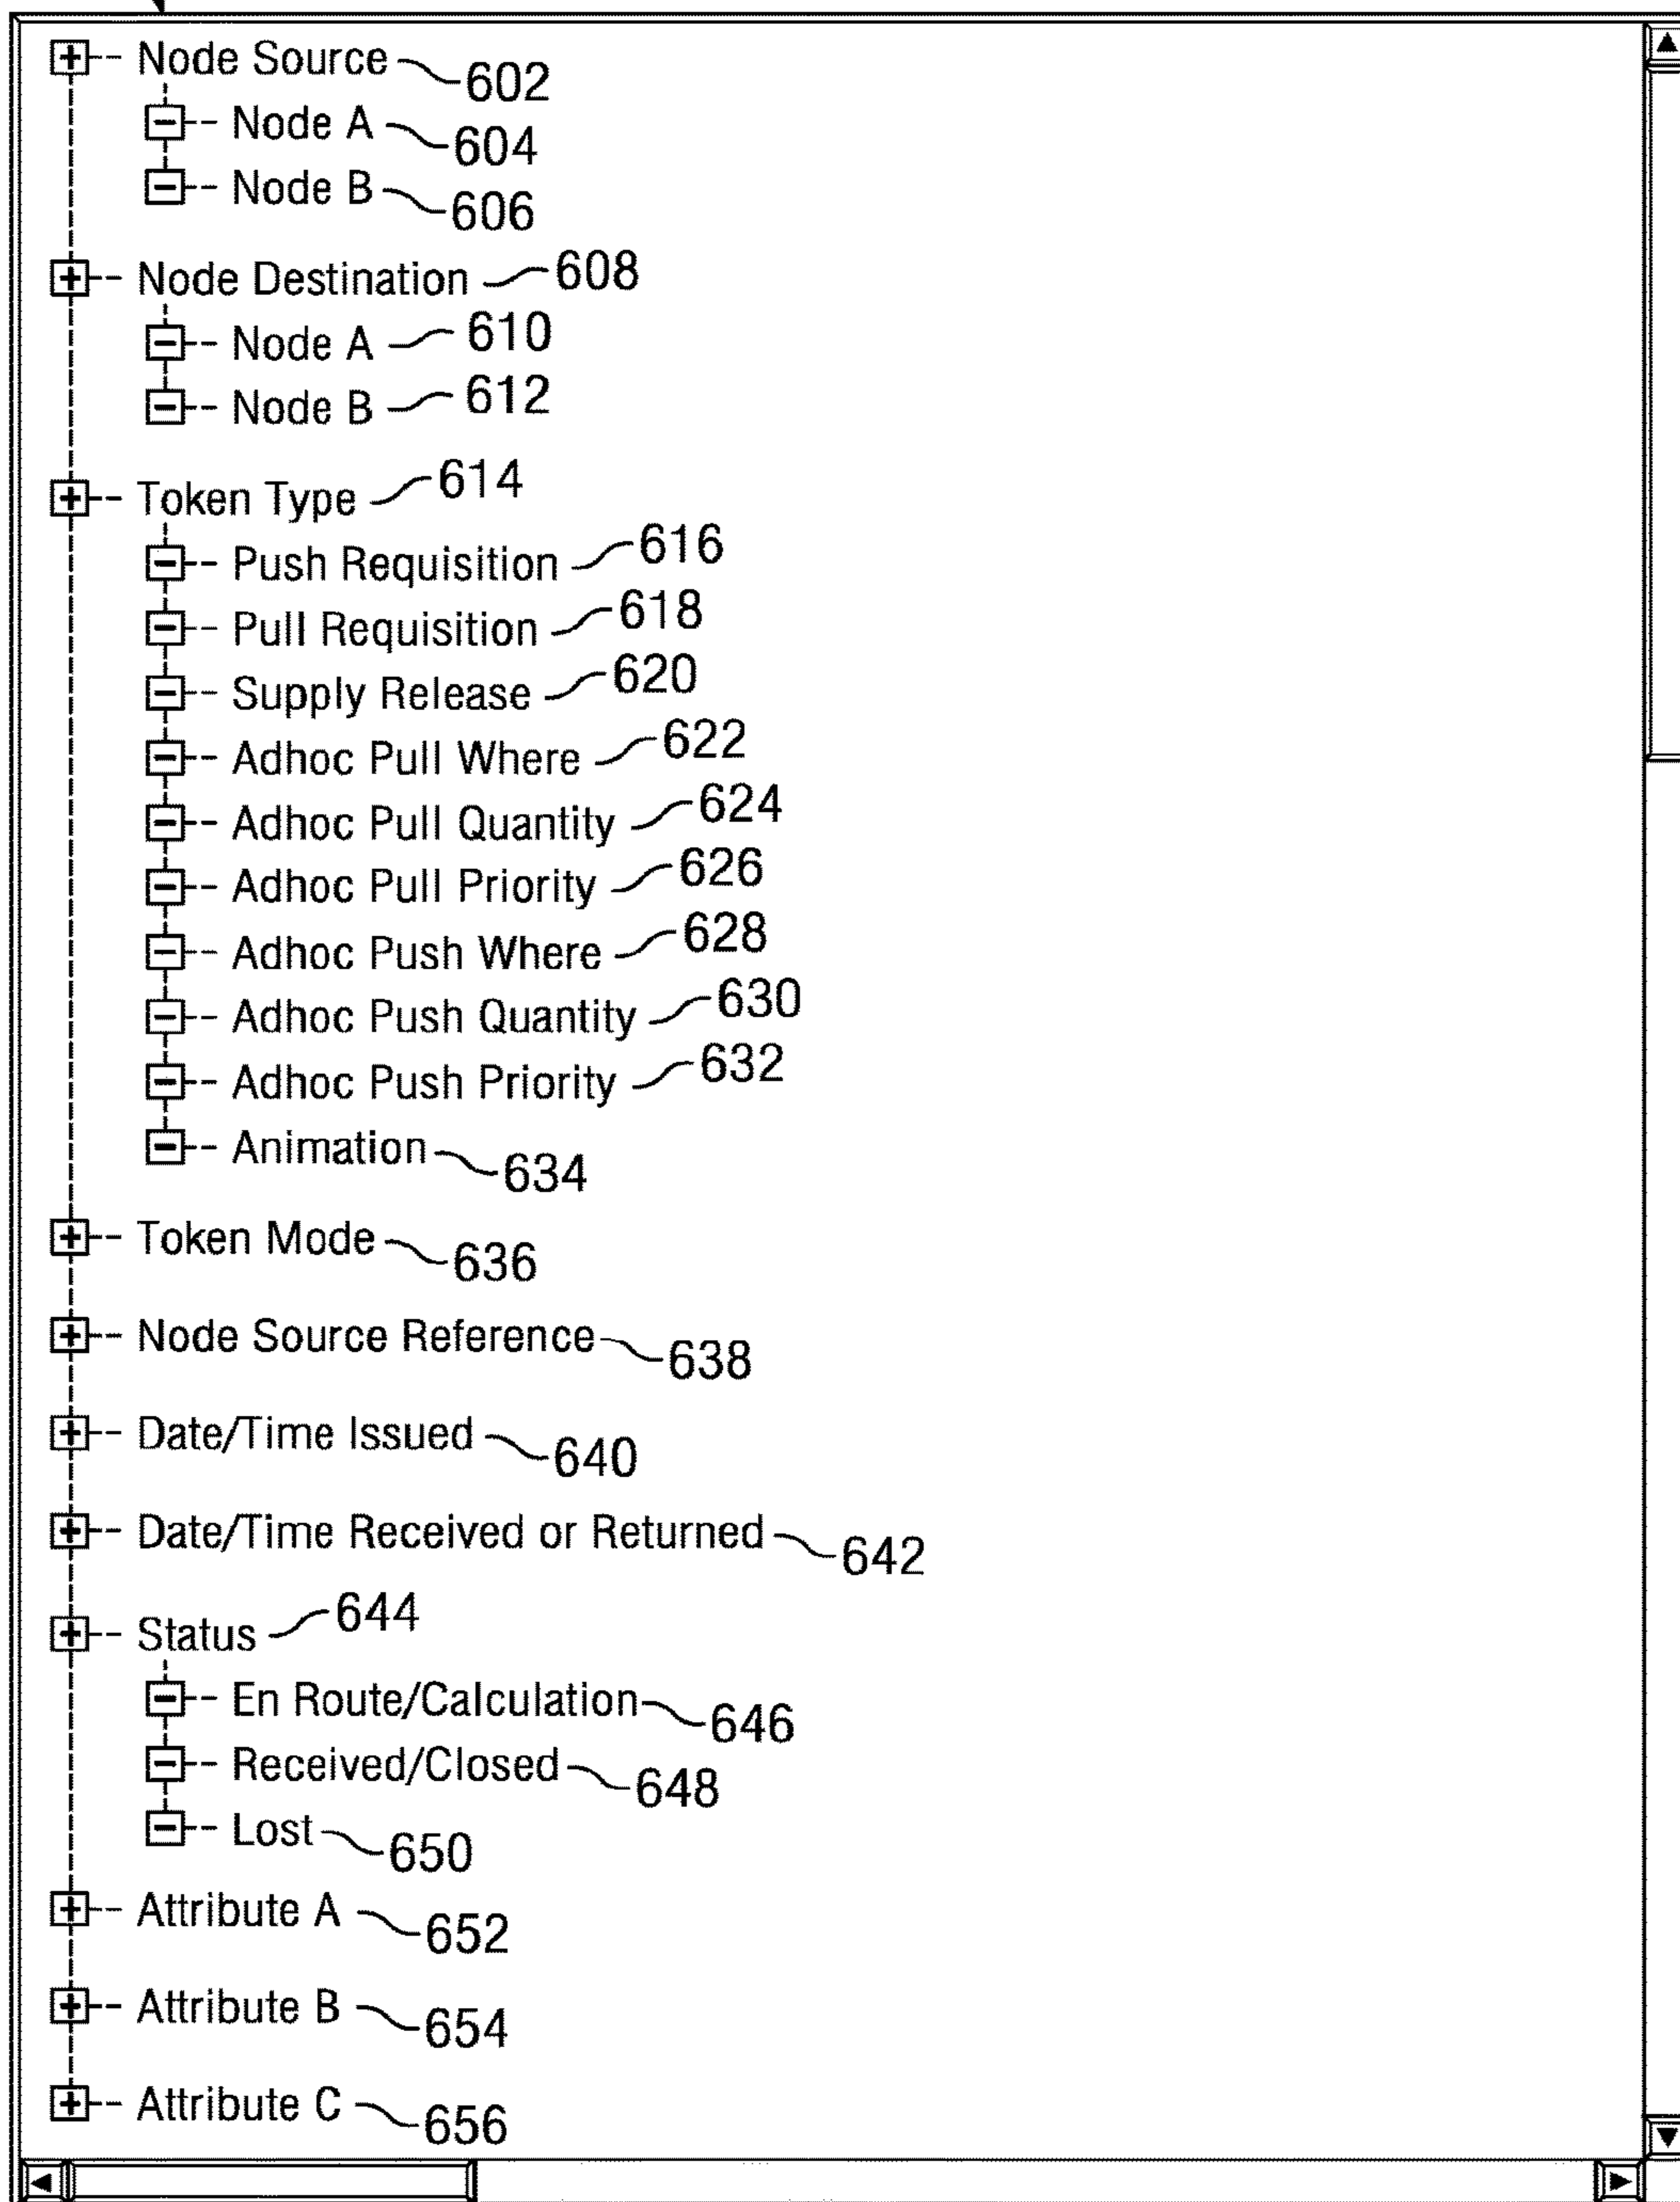 Node Source 602
Node A 604
Node B 606
Node Destination 608
Node A 610
Node B 612
Token Type 614
Push Requisition 616
Pull Requisition 618
Supply Release 620
Adhoc Pull Where 622
Adhoc Pull Quantity 624
Adhoc Pull Priority 626
Adhoc Push Where 628
Adhoc Push Quantity 630
Adhoc Push Priority 632
Animation 634
Token Mode 636
Node Source Reference 638
Date/Time Issued 640
Date/Time Received or Returned 642
Status 644
En Route/Calculation 646
Received/Closed 648
Lost 650
Attribute A 652
Attribute B 654
Attribute C 656